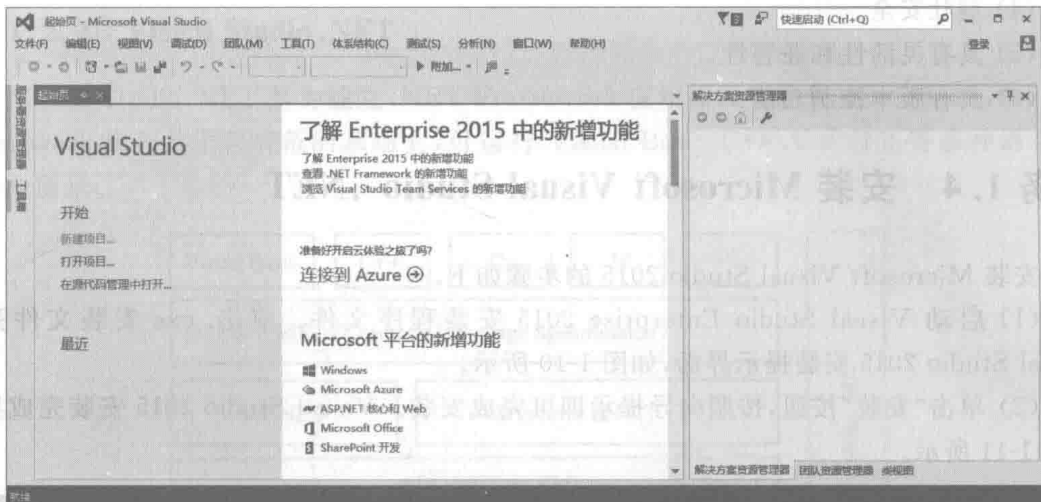 起始页 - Microsoft Visual Studio
快速启动 (Ctrl+Q)
文件(F) 编辑(E) 视图(V) 调试(D) 团队(M) 工具(T) 体系结构(C) 测试(S) 分析(N) 窗口(W) 帮助(H)
登录
附加...
起始页
解决方案资源管理器
工具箱
Visual Studio
开始
新建项目...
打开项目...
在源代码管理中打开...
最近
了解 Enterprise 2015 中的新增功能
了解 Enterprise 2015 中的新增功能
查看 .NET Framework 的新增功能
浏览 Visual Studio Team Services 的新增功能
准备好开启云体验之旅了吗?
连接到 Azure
Microsoft 平台的新增功能
Windows
Microsoft Azure
ASP.NET 核心和 Web
Microsoft Office
SharePoint 开发
解决方案资源管理器 团队资源管理器 类视图
就绪